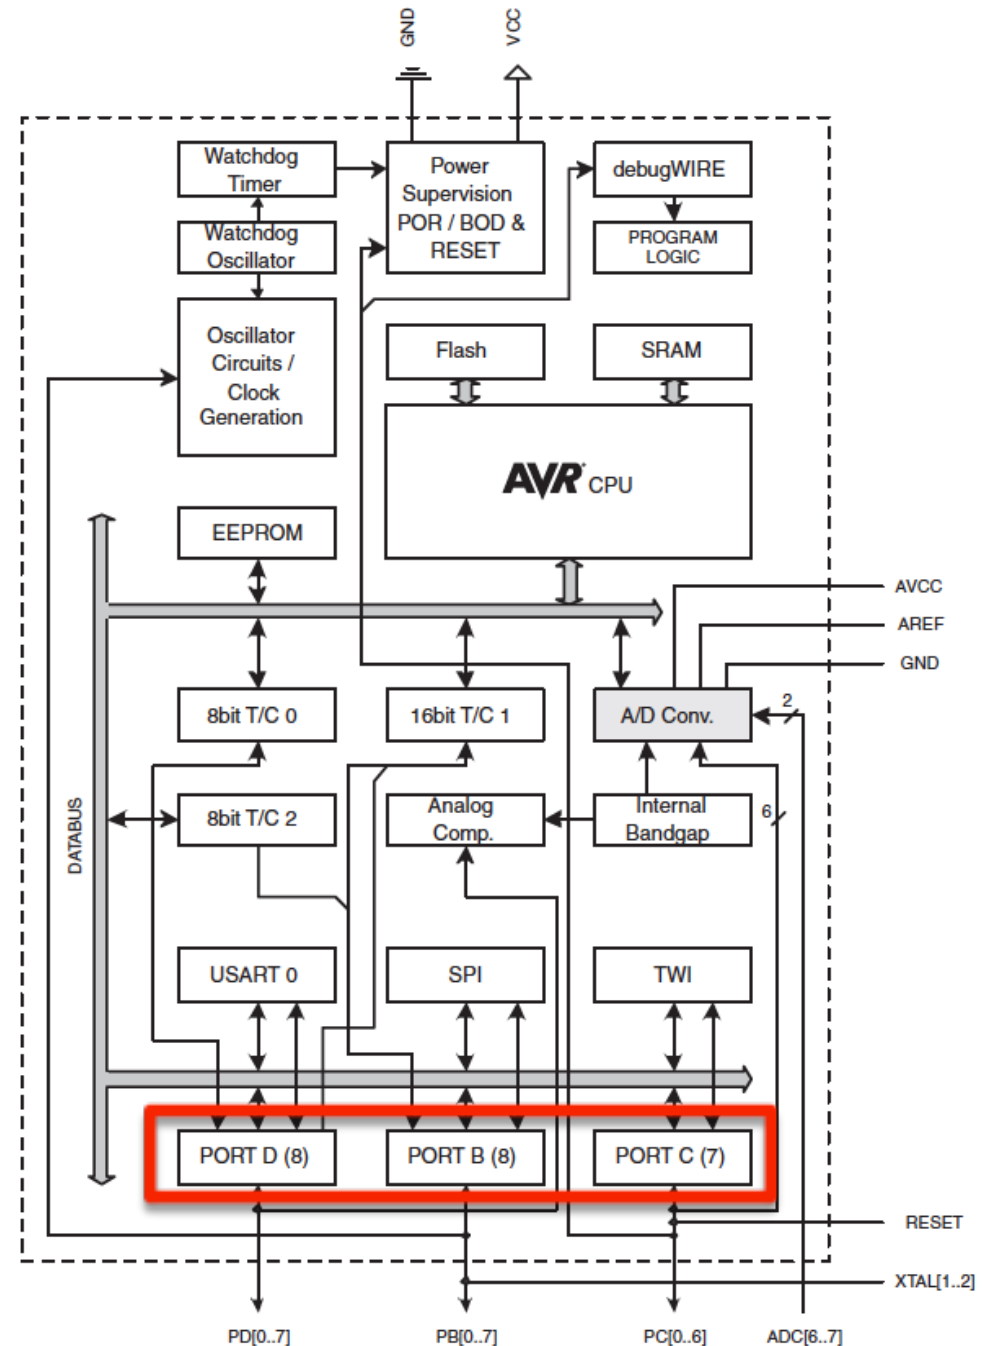 GND
VCC
Watchdog
Timer
Power
Supervision
POR / BOD &
RESET
debugWIRE
Watchdog
Oscillator
PROGRAM
LOGIC
Oscillator
Circuits /
Clock
Generation
Flash
SRAM
AVR CPU
EEPROM
AVCC
AREF
GND
8bit T/C 0
16bit T/C 1
A/D Conv.
2
DATABUS
8bit T/C 2
Analog
Comp.
Internal
Bandgap
6
USART 0
SPI
TWI
PORT D (8)
PORT B (8)
PORT C (7)
RESET
XTAL[1..2]
PD[0..7]
PB[0..7]
PC[0..6]
ADC[6..7]